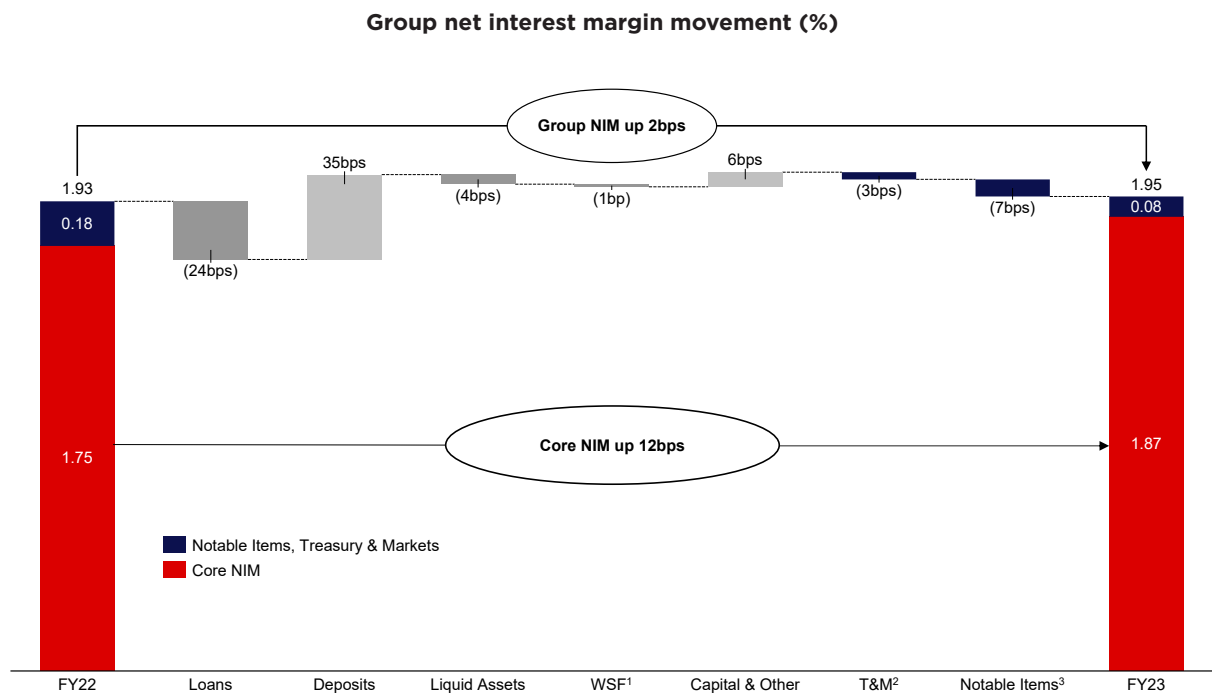 Group net interest margin movement (%)
Group NIM up 2bps
1.93
0.18
1.75
(24bps)
35bps
(4bps)
(1bp)
6bps
(3bps)
(7bps)
1.95
0.08
1.87
Core NIM up 12bps
Notable Items, Treasury & Markets
Core NIM
FY22 Loans Deposits Liquid Assets WSF¹ Capital & Other T&M² Notable Items³ FY23